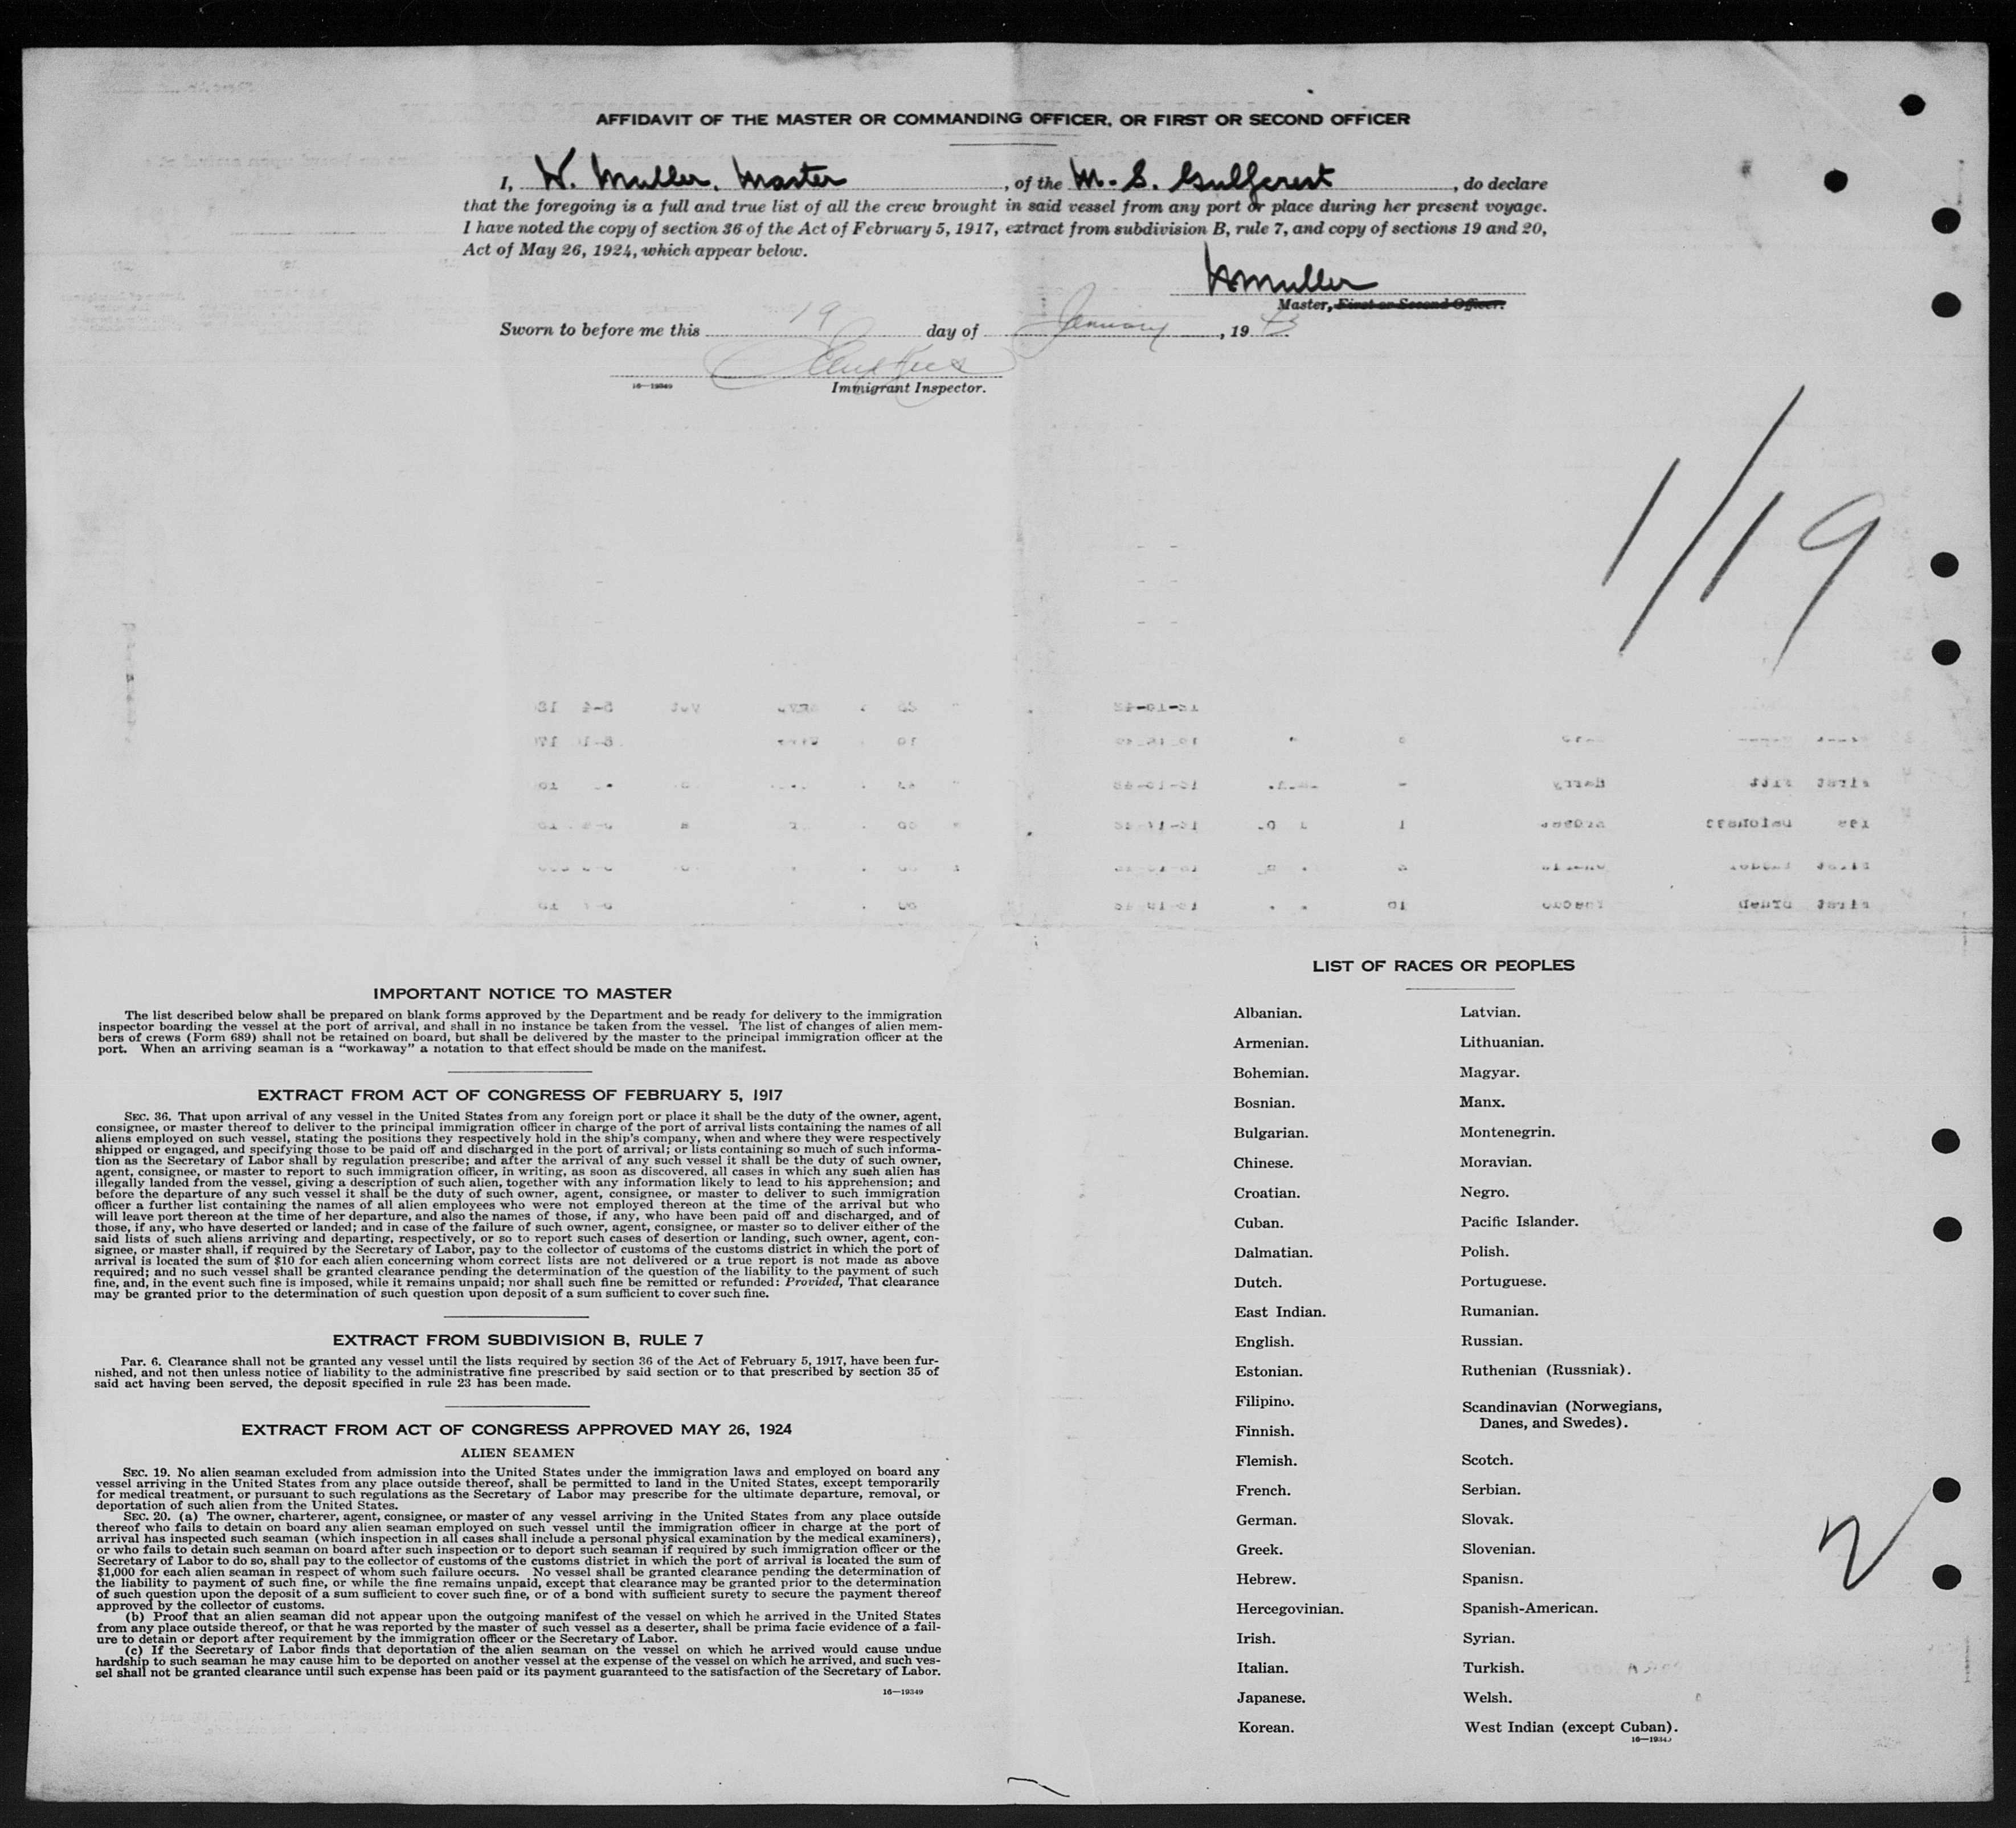 AFFIDAVIT OF THE MASTER OR COMMANDING OFFICER, OR FIRST OR SECOND OFFICER
I, W. Muller, Master, of the M. S. Gulfcrest, do declare
that the foregoing is a full and true list of all the crew brought in said vessel from any port or place during her present voyage.
I have noted the copy of section 36 of the Act of February 5, 1917, extract from subdivision B, rule 7, and copy of sections 19 and 20,
Act of May 26, 1924, which appear below.
WMuller
Master, First or Second Officer.
Sworn to before me this 19 day of January, 19 43
16—19349
Immigrant Inspector.
1/19
IMPORTANT NOTICE TO MASTER
The list described below shall be prepared on blank forms approved by the Department and be ready for delivery to the immigration
inspector boarding the vessel at the port of arrival, and shall in no instance be taken from the vessel. The list of changes of alien mem-
bers of crews (Form 689) shall not be retained on board, but shall be delivered by the master to the principal immigration officer at the
port. When an arriving seaman is a "workaway" a notation to that effect should be made on the manifest.
EXTRACT FROM ACT OF CONGRESS OF FEBRUARY 5, 1917
SEC. 36. That upon arrival of any vessel in the United States from any foreign port or place it shall be the duty of the owner, agent,
consignee, or master thereof to deliver to the principal immigration officer in charge of the port of arrival lists containing the names of all
aliens employed on such vessel, stating the positions they respectively hold in the ship's company, when and where they were respectively
shipped or engaged, and specifying those to be paid off and discharged in the port of arrival; or lists containing so much of such informa-
tion as the Secretary of Labor shall by regulation prescribe; and after the arrival of any such vessel it shall be the duty of such owner,
agent, consignee, or master to report to such immigration officer, in writing, as soon as discovered, all cases in which any such alien has
illegally landed from the vessel, giving a description of such alien, together with any information likely to lead to his apprehension; and
before the departure of any such vessel it shall be the duty of such owner, agent, consignee, or master to deliver to such immigration
officer a further list containing the names of all alien employees who were not employed thereon at the time of the arrival but who
will leave port thereon at the time of her departure, and also the names of those, if any, who have been paid off and discharged, and of
those, if any, who have deserted or landed; and in case of the failure of such owner, agent, consignee, or master so to deliver either of the
said lists of such aliens arriving and departing, respectively, or so to report such cases of desertion or landing, such owner, agent, con-
signee, or master shall, if required by the Secretary of Labor, pay to the collector of customs of the customs district in which the port of
arrival is located the sum of $10 for each alien concerning whom correct lists are not delivered or a true report is not made as above
required; and no such vessel shall be granted clearance pending the determination of the question of the liability to the payment of such
fine, and, in the event such fine is imposed, while it remains unpaid; nor shall such fine be remitted or refunded: Provided, That clearance
may be granted prior to the determination of such question upon deposit of a sum sufficient to cover such fine.
EXTRACT FROM SUBDIVISION B, RULE 7
Par. 6. Clearance shall not be granted any vessel until the lists required by section 36 of the Act of February 5, 1917, have been fur-
nished, and not then unless notice of liability to the administrative fine prescribed by said section or to that prescribed by section 35 of
said act having been served, the deposit specified in rule 23 has been made.
EXTRACT FROM ACT OF CONGRESS APPROVED MAY 26, 1924
ALIEN SEAMEN
SEC. 19. No alien seaman excluded from admission into the United States under the immigration laws and employed on board any
vessel arriving in the United States from any place outside thereof, shall be permitted to land in the United States, except temporarily
for medical treatment, or pursuant to such regulations as the Secretary of Labor may prescribe for the ultimate departure, removal, or
deportation of such alien from the United States.
SEC. 20. (a) The owner, charterer, agent, consignee, or master of any vessel arriving in the United States from any place outside
thereof who fails to detain on board any alien seaman employed on such vessel until the immigration officer in charge at the port of
arrival has inspected such seaman (which inspection in all cases shall include a personal physical examination by the medical examiners),
or who fails to detain such seaman on board after such inspection or to deport such seaman if required by such immigration officer or the
Secretary of Labor to do so, shall pay to the collector of customs of the customs district in which the port of arrival is located the sum of
$1,000 for each alien seaman in respect of whom such failure occurs. No vessel shall be granted clearance pending the determination of
the liability to payment of such fine, or while the fine remains unpaid, except that clearance may be granted prior to the determination
of such question upon the deposit of a sum sufficient to cover such fine, or of a bond with sufficient surety to secure the payment thereof
approved by the collector of customs.
(b) Proof that an alien seaman did not appear upon the outgoing manifest of the vessel on which he arrived in the United States
from any place outside thereof, or that he was reported by the master of such vessel as a deserter, shall be prima facie evidence of a fail-
ure to detain or deport after requirement by the immigration officer or the Secretary of Labor.
(c) If the Secretary of Labor finds that deportation of the alien seaman on the vessel on which he arrived would cause undue
hardship to such seaman he may cause him to be deported on another vessel at the expense of the vessel on which he arrived, and such ves-
sel shall not be granted clearance until such expense has been paid or its payment guaranteed to the satisfaction of the Secretary of Labor.
16—19349
LIST OF RACES OR PEOPLES
Albanian.
Armenian.
Bohemian.
Bosnian.
Bulgarian.
Chinese.
Croatian.
Cuban.
Dalmatian.
Dutch.
East Indian.
English.
Estonian.
Filipino.
Finnish.
Flemish.
French.
German.
Greek.
Hebrew.
Hercegovinian.
Irish.
Italian.
Japanese.
Korean.
Latvian.
Lithuanian.
Magyar.
Manx.
Montenegrin.
Moravian.
Negro.
Pacific Islander.
Polish.
Portuguese.
Rumanian.
Russian.
Ruthenian (Russniak).
Scandinavian (Norwegians,
Danes, and Swedes).
Scotch.
Serbian.
Slovak.
Slovenian.
Spanish.
Spanish-American.
Syrian.
Turkish.
Welsh.
West Indian (except Cuban).
16—19349
2